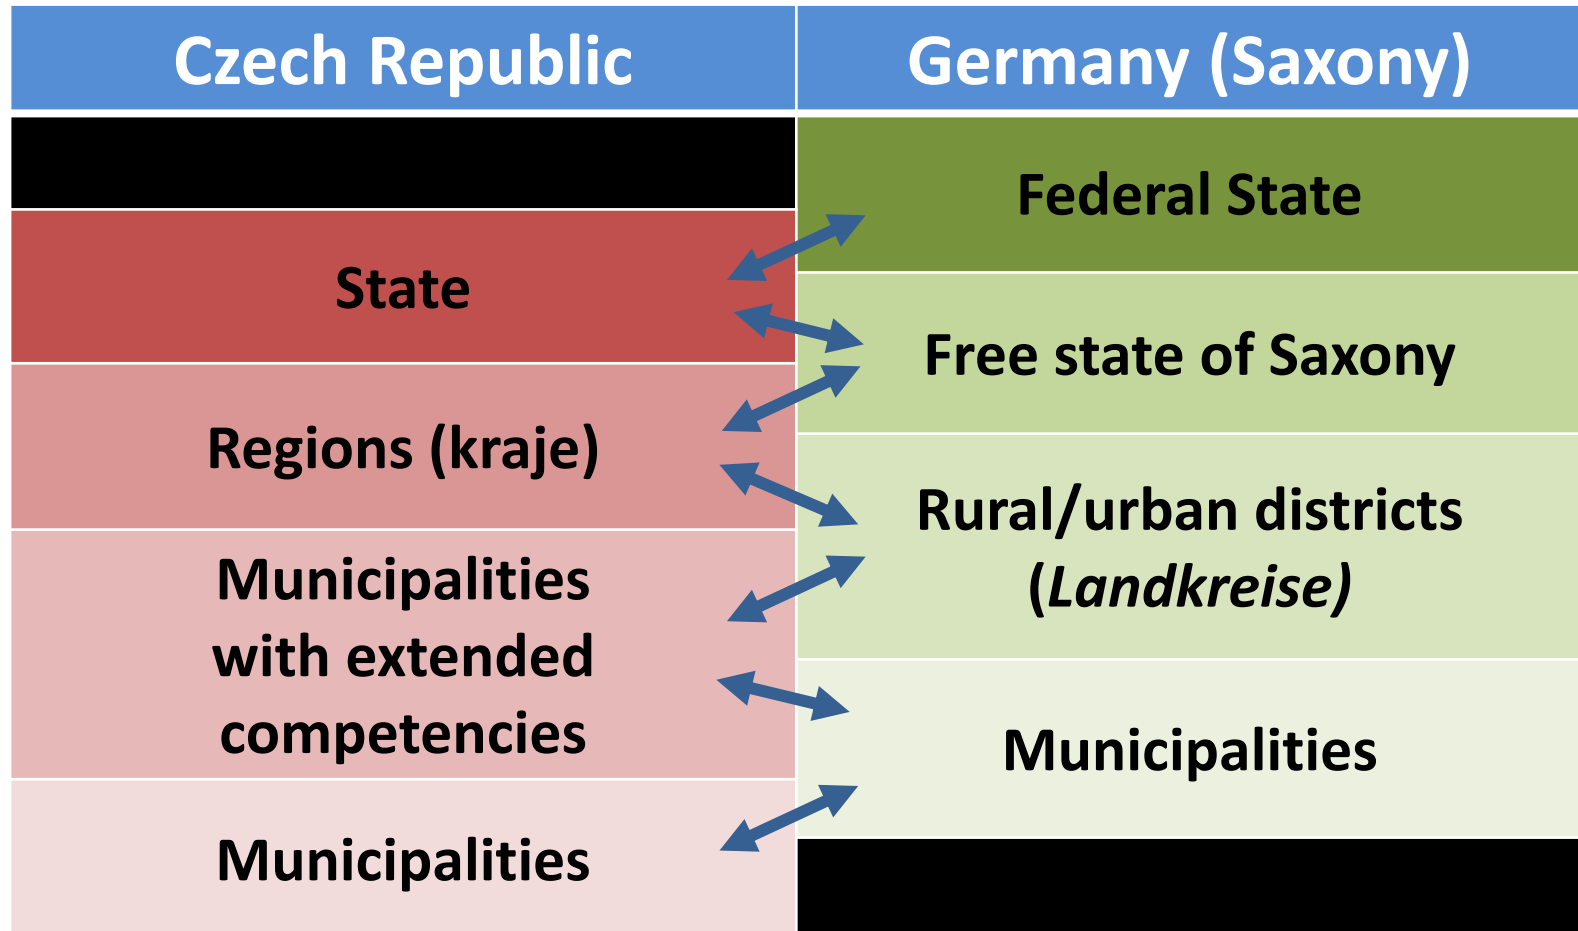 Czech Republic
Germany (Saxony)
Federal State
State
Free state of Saxony
Regions (kraje)
Rural/urban districts
(Landkreise)
Municipalities
with extended
competencies
Municipalities
Municipalities